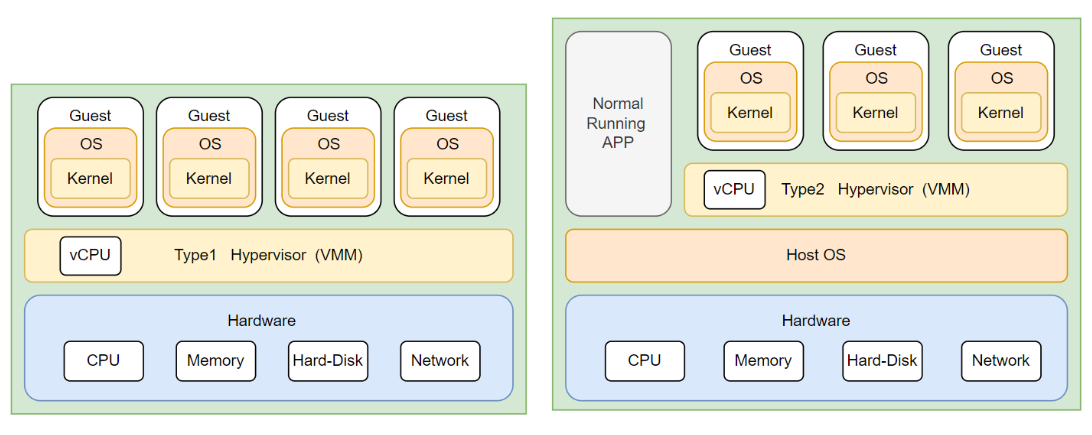 Guest
OS
Kernel
Guest
OS
Kernel
Guest
OS
Kernel
Guest
OS
Kernel
vCPU
Type1 Hypervisor (VMM)
Hardware
CPU
Memory
Hard-Disk
Network
Normal
Running
APP
Guest
OS
Kernel
Guest
OS
Kernel
Guest
OS
Kernel
vCPU
Type2 Hypervisor (VMM)
Host OS
Hardware
CPU
Memory
Hard-Disk
Network